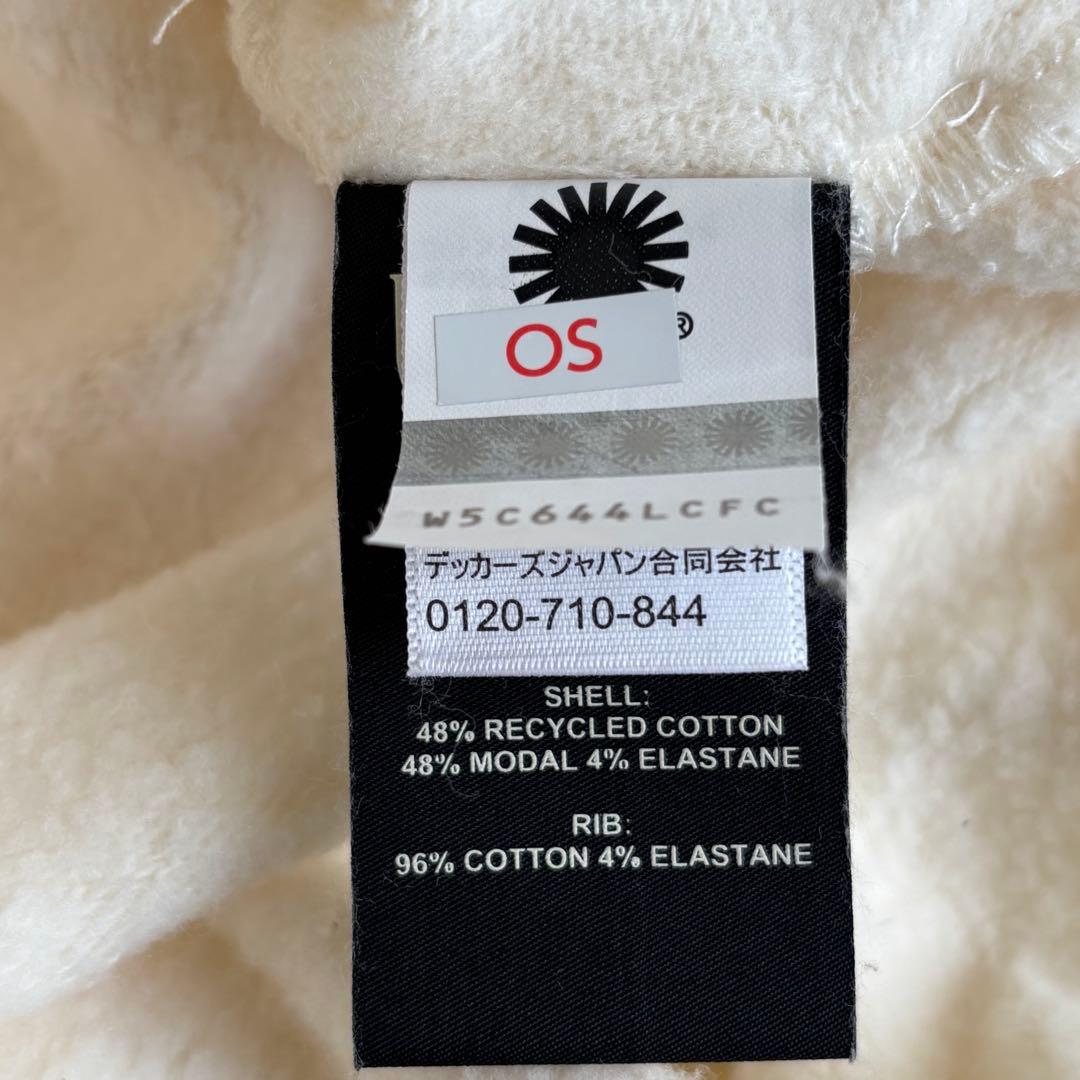 ®
OS
W5C644LCFC
デッカーズジャパン合同会社
0120-710-844
SHELL:
48% RECYCLED COTTON
48% MODAL 4% ELASTANE
RIB:
96% COTTON 4% ELASTANE